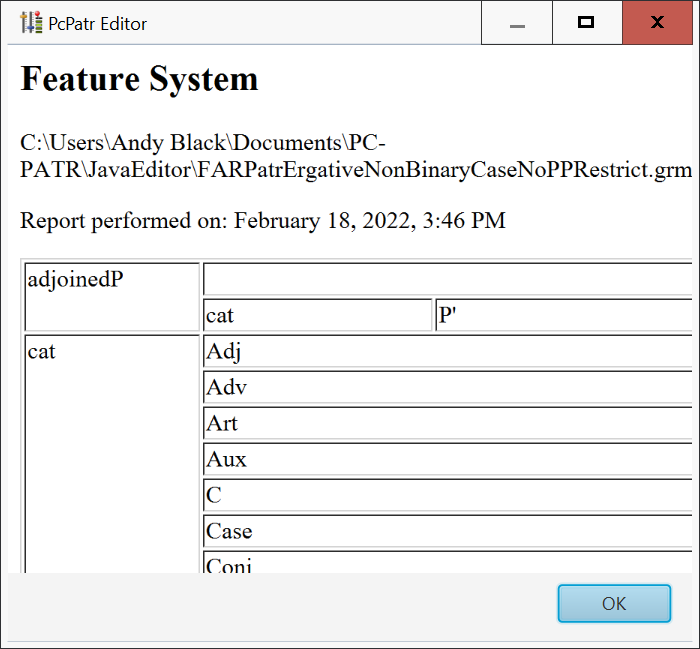 PcPatr Editor
Feature System
C:\Users\Andy Black\Documents\PC-
PATR\JavaEditor\FARPatrErgativeNonBinaryCaseNoPPRestrict.grm
Report performed on: February 18, 2022, 3:46 PM
adjoinedP
cat P'
cat Adj
Adv
Art
Aux
C
Case
Conj
OK